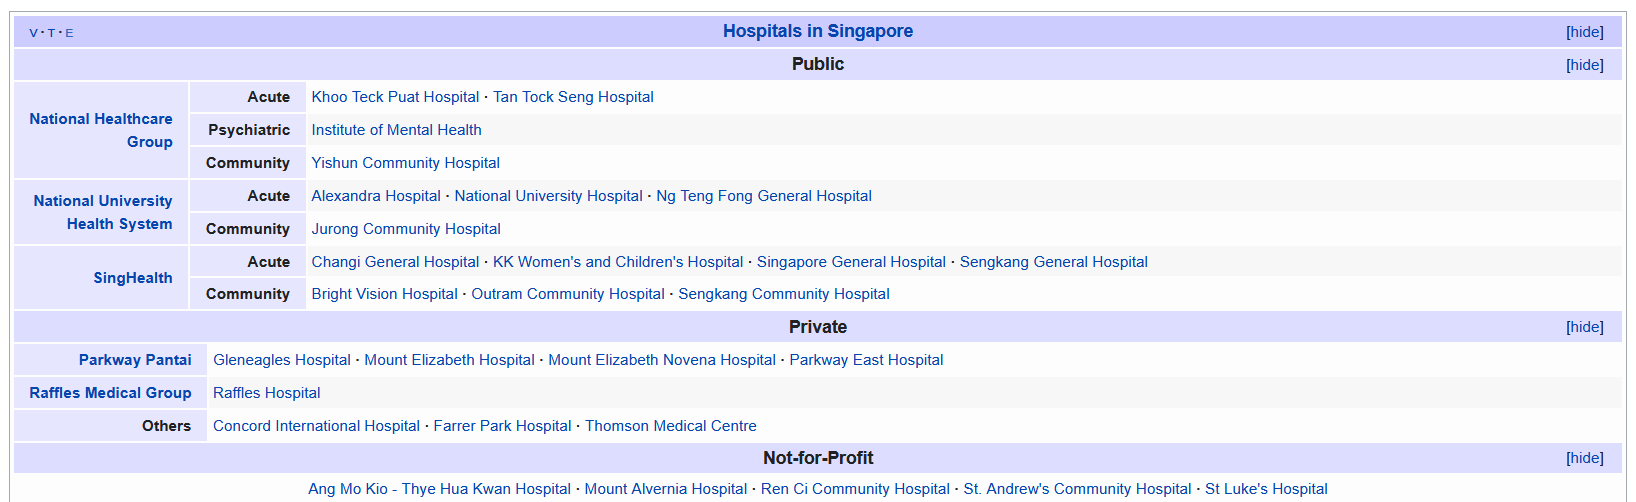 V · T · E Hospitals in Singapore [hide]
Public [hide]
National Healthcare Group
Acute Khoo Teck Puat Hospital · Tan Tock Seng Hospital
Psychiatric Institute of Mental Health
Community Yishun Community Hospital
National University Health System
Acute Alexandra Hospital · National University Hospital · Ng Teng Fong General Hospital
Community Jurong Community Hospital
SingHealth
Acute Changi General Hospital · KK Women's and Children's Hospital · Singapore General Hospital · Sengkang General Hospital
Community Bright Vision Hospital · Outram Community Hospital · Sengkang Community Hospital
Private [hide]
Parkway Pantai Gleneagles Hospital · Mount Elizabeth Hospital · Mount Elizabeth Novena Hospital · Parkway East Hospital
Raffles Medical Group Raffles Hospital
Others Concord International Hospital · Farrer Park Hospital · Thomson Medical Centre
Not-for-Profit [hide]
Ang Mo Kio - Thye Hua Kwan Hospital · Mount Alvernia Hospital · Ren Ci Community Hospital · St. Andrew's Community Hospital · St Luke's Hospital